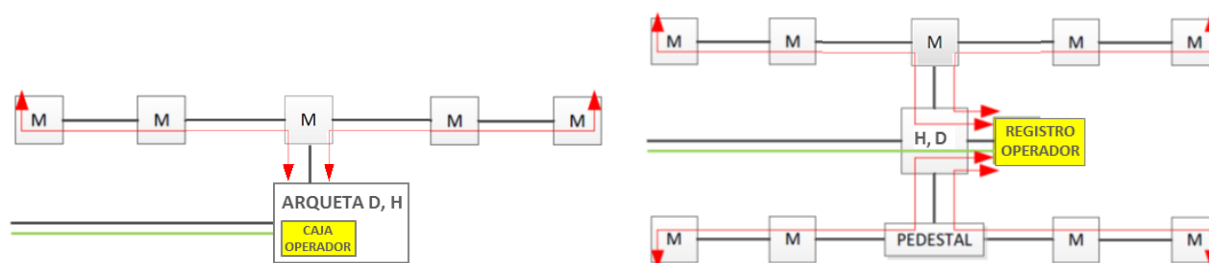 M M M M M
ARQUETA D, H
CAJA
OPERADOR
M M M M M
H, D
REGISTRO
OPERADOR
M M PEDESTAL M M